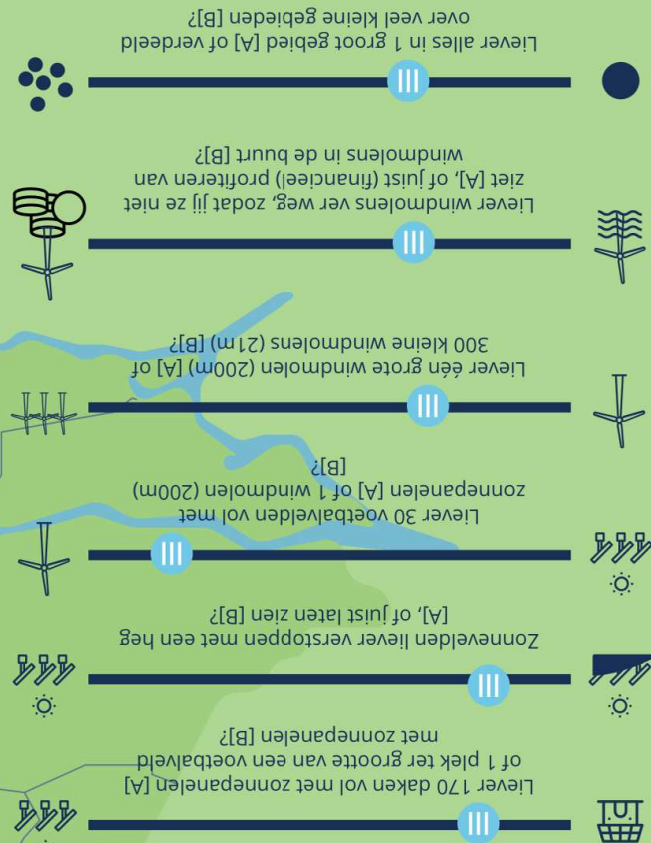 Liever 170 daken vol met zonnepanelen [A]
of 1 plek ter grootte van een voetbalveld
met zonnepanelen [B]?
Zonnevelden liever verstoppen met een heg
[A], of juist laten zien [B]?
Liever 30 voetbalvelden vol met
zonnepanelen [A] of 1 windmolen (200m)
[B]?
Liever één grote windmolen (200m) [A] of
300 kleine windmolens (21m) [B]?
Liever windmolens ver weg, zodat jij ze niet
ziet [A], of juist (financieel) profiteren van
windmolens in de buurt [B]?
Liever alles in 1 groot gebied [A] of verdeeld
over veel kleine gebieden [B]?